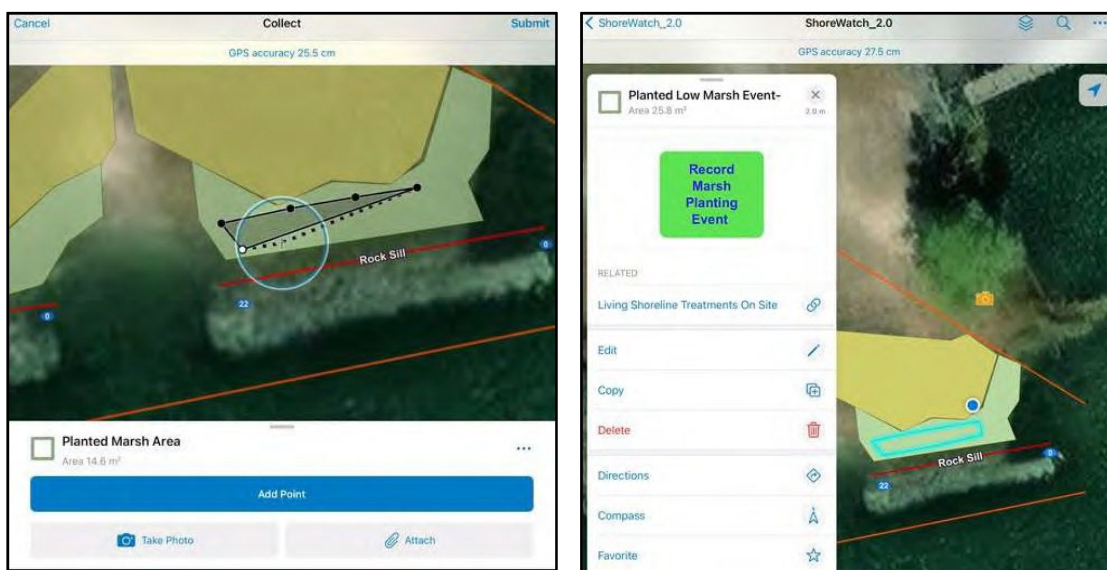 Cancel Collect Submit
GPS accuracy 25.5 cm
Rock Sill
0
22
0
Planted Marsh Area
Area 14.6 m²
Add Point
Take Photo Attach
ShoreWatch_2.0 ShoreWatch_2.0
GPS accuracy 27.5 cm
Planted Low Marsh Event-
Area 25.8 m² 2.0 m
Record
Marsh
Planting
Event
RELATED
Living Shoreline Treatments On Site
Edit
Copy
Delete
Directions
Compass
Favorite
Rock Sill
0
22